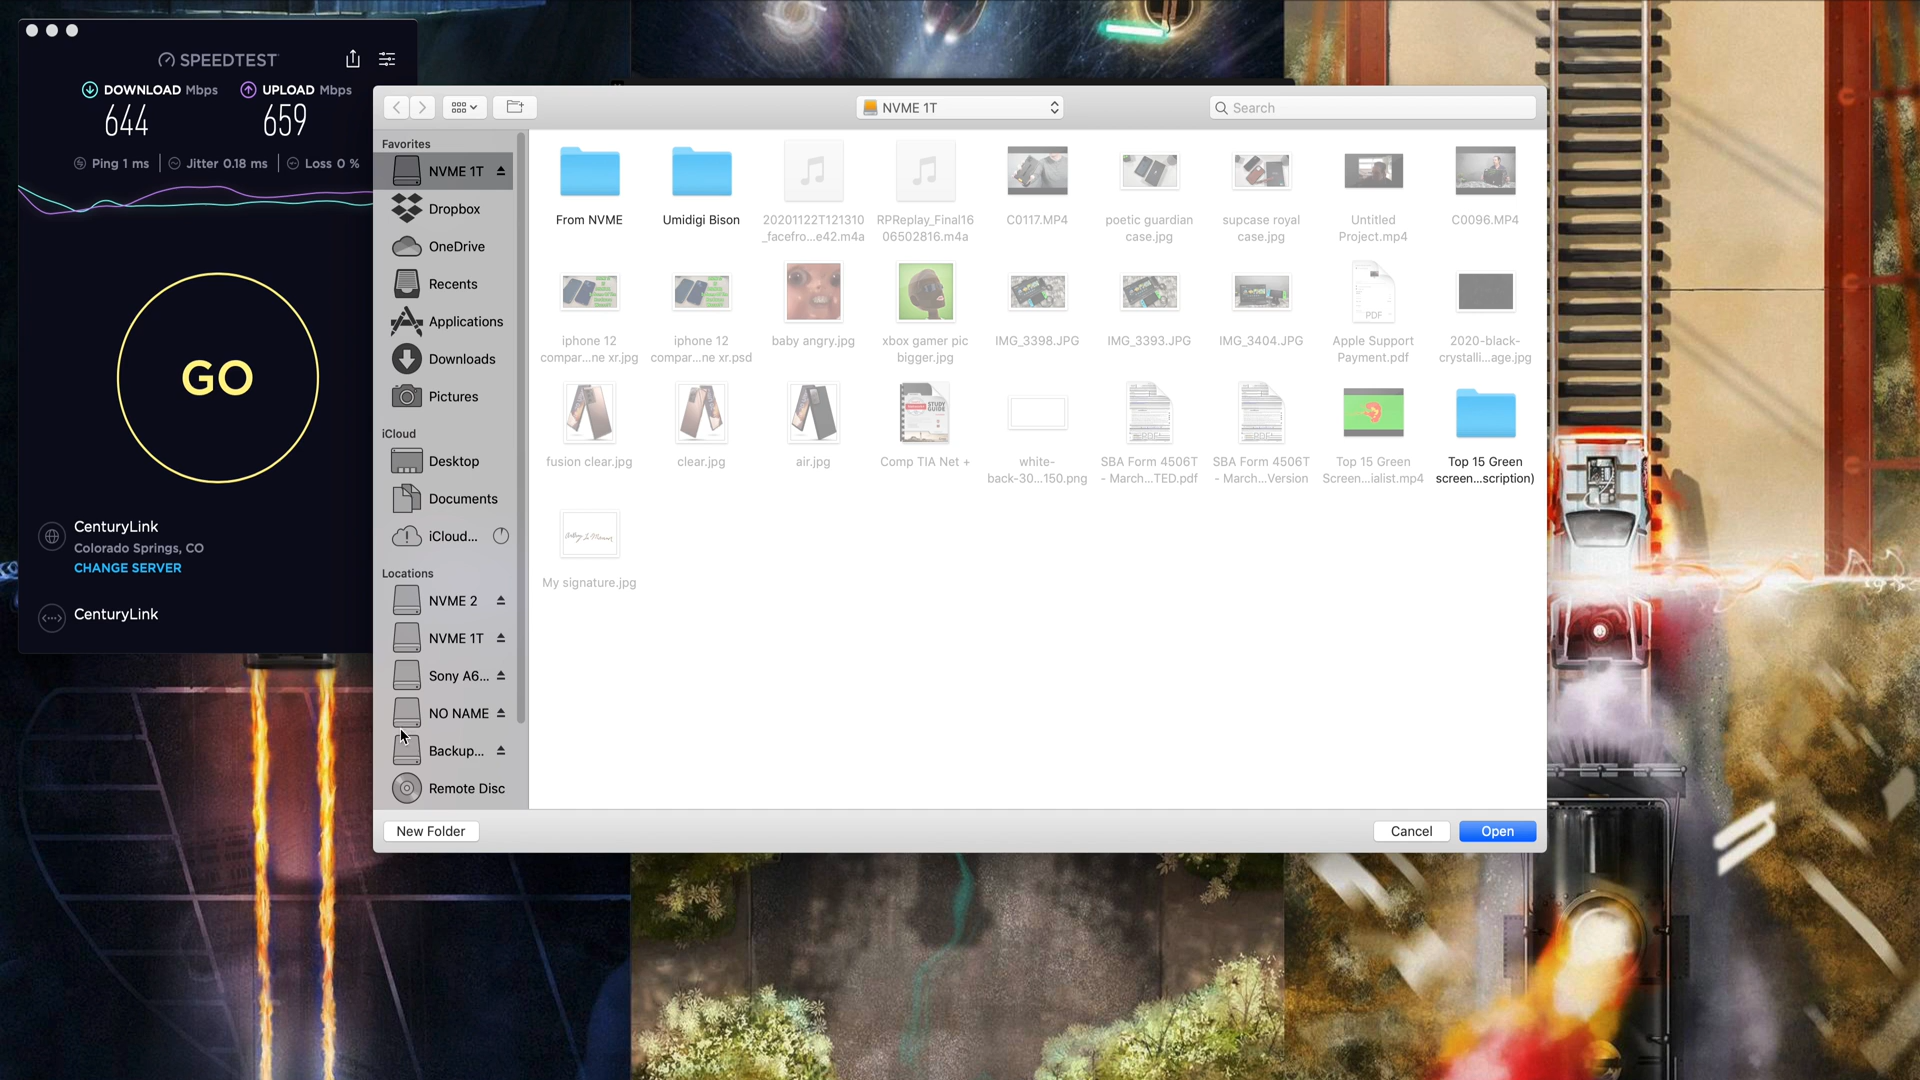 SPEEDTEST
DOWNLOAD Mbps
644
UPLOAD Mbps
659
Ping 1 ms
Jitter 0.18 ms
Loss 0 %
GO
CenturyLink
Colorado Springs, CO
CHANGE SERVER
CenturyLink
NVME 1T
Search
Favorites
NVME 1T
Dropbox
OneDrive
Recents
Applications
Downloads
Pictures
iCloud
Desktop
Documents
iCloud...
Locations
NVME 2
NVME 1T
Sony A6...
NO NAME
Backup...
Remote Disc
From NVME
Umidigi Bison
20201122T121310
_facefro...e42.m4a
RPReplay_Final16
06502816.m4a
C0117.MP4
poetic guardian
case.jpg
supcase royal
case.jpg
Untitled
Project.mp4
C0096.MP4
iphone 12
compar...ne xr.jpg
iphone 12
compar...ne xr.psd
baby angry.jpg
xbox gamer pic
bigger.jpg
IMG_3398.JPG
IMG_3393.JPG
IMG_3404.JPG
PDF
Apple Support
Payment.pdf
2020-black-
crystalli...age.jpg
fusion clear.jpg
clear.jpg
air.jpg
STUDY
GUIDE
Comp TIA Net +
white-
back-30...150.png
PDF
SBA Form 4506T
- March...TED.pdf
PDF
SBA Form 4506T
- March...Version
Top 15 Green
Screen...ialist.mp4
Top 15 Green
screen...scription)
My signature.jpg
New Folder
Cancel
Open